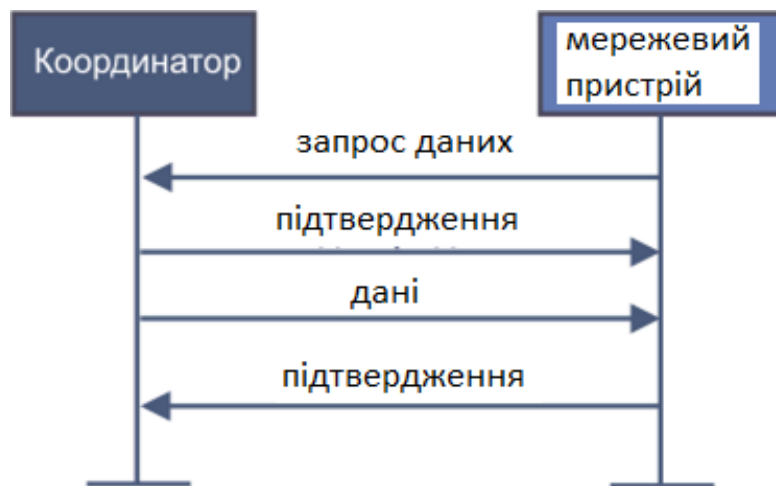 Координатор
мережевий
пристрій
запрос даних
підтвердження
дані
підтвердження